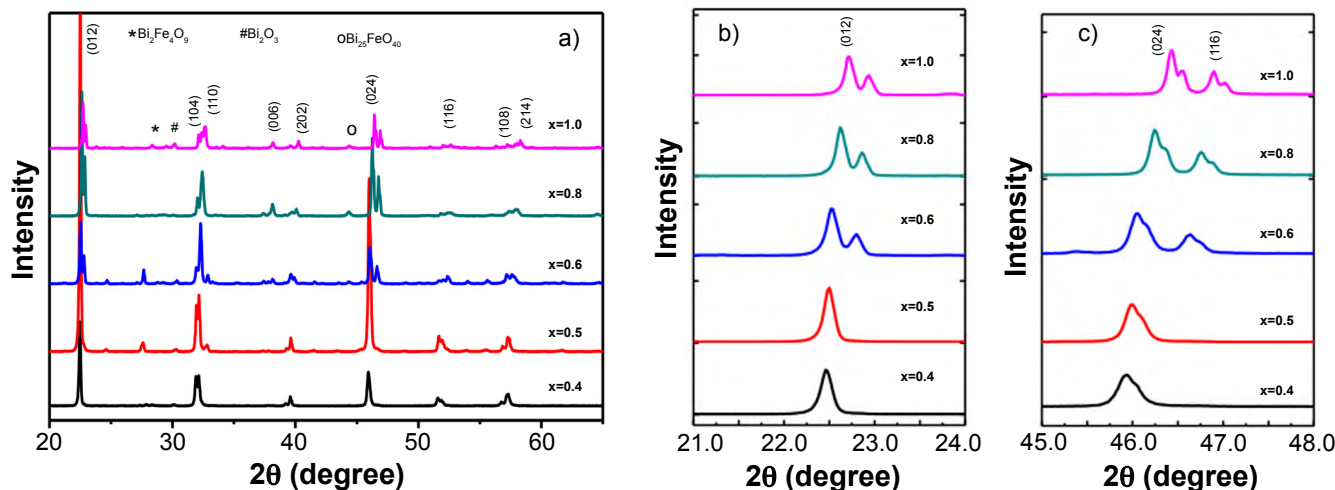 *Bi₂Fe₄O₉ #Bi₂O₃ oBi₂₅FeO₄₀ a)
(012)
* # (104) (110) (006) (202) o (024) (116) (108) (214)
x=1.0
x=0.8
x=0.6
x=0.5
x=0.4
Intensity
20 30 40 50 60
2θ (degree)
b)
(012)
x=1.0
x=0.8
x=0.6
x=0.5
x=0.4
Intensity
21.0 22.0 23.0 24.0
2θ (degree)
c)
(024) (116)
x=1.0
x=0.8
x=0.6
x=0.5
x=0.4
Intensity
45.0 46.0 47.0 48.0
2θ (degree)